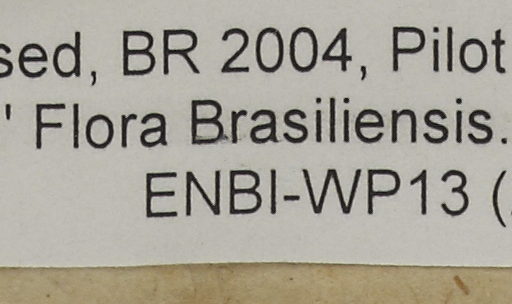 sed, BR 2004, Pilot
" Flora Brasiliensis.
ENBI-WP13 (